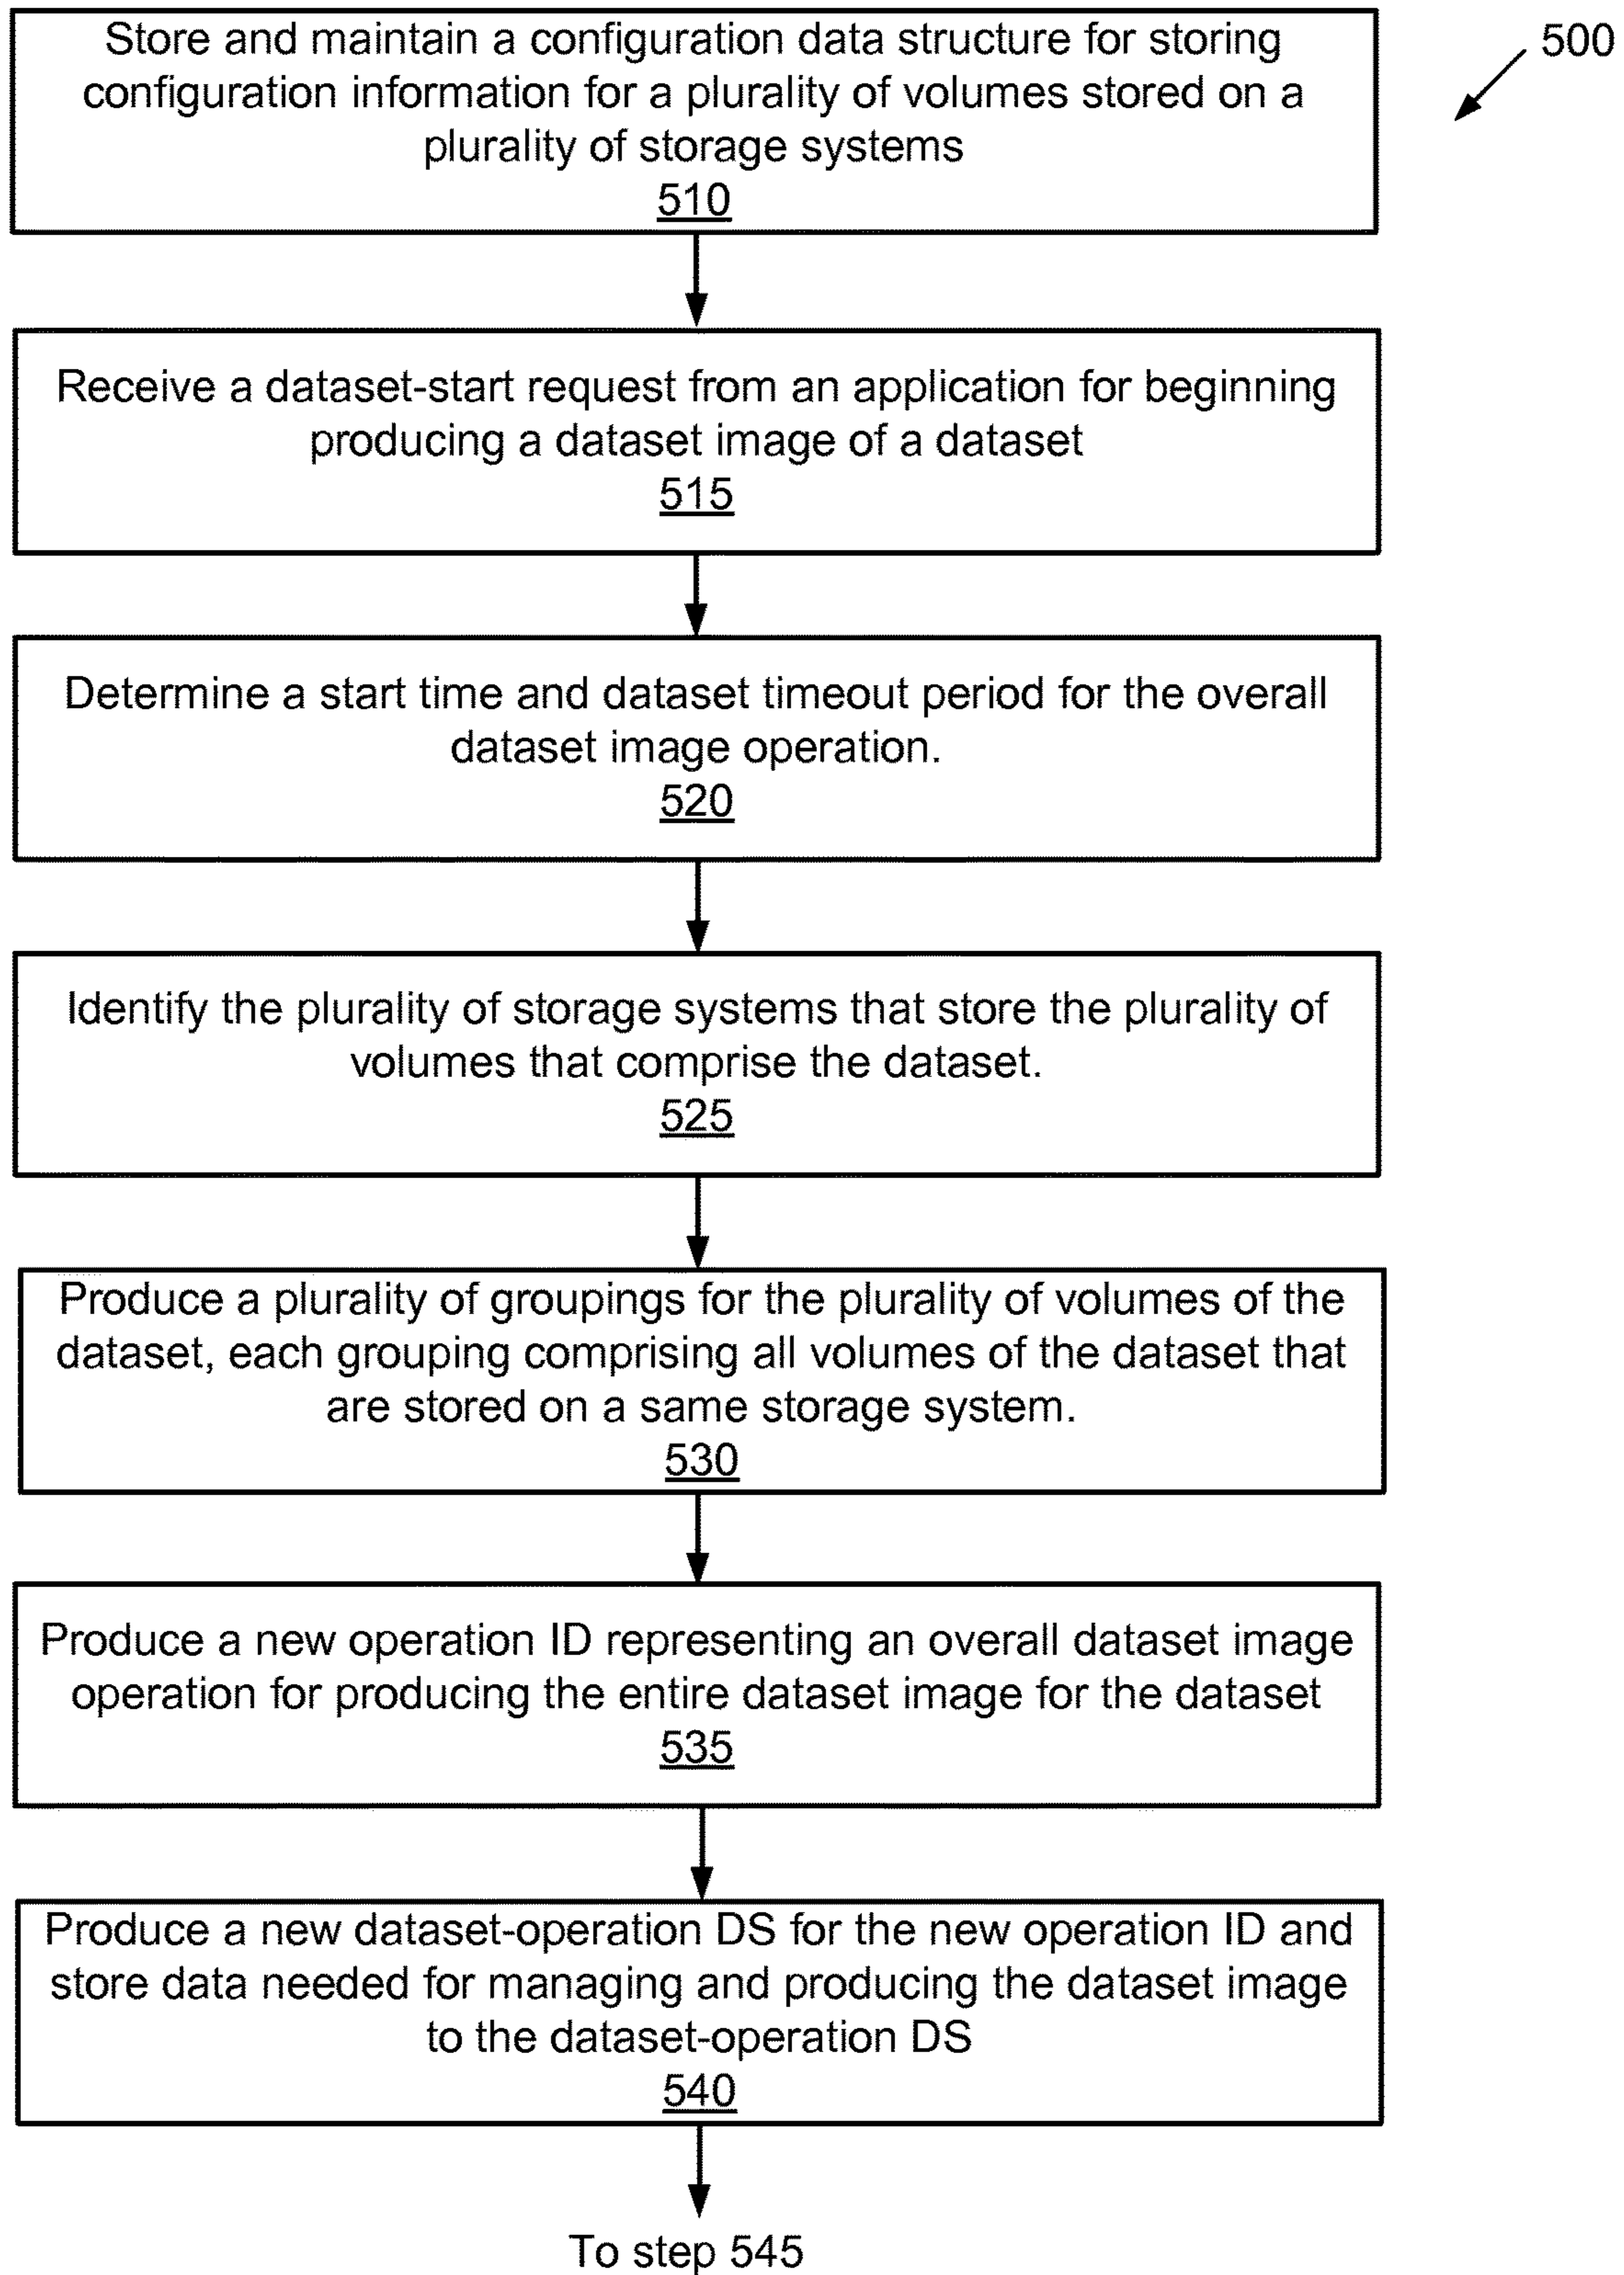 500
Store and maintain a configuration data structure for storing
configuration information for a plurality of volumes stored on a
plurality of storage systems
510
Receive a dataset-start request from an application for beginning
producing a dataset image of a dataset
515
Determine a start time and dataset timeout period for the overall
dataset image operation.
520
Identify the plurality of storage systems that store the plurality of
volumes that comprise the dataset.
525
Produce a plurality of groupings for the plurality of volumes of the
dataset, each grouping comprising all volumes of the dataset that
are stored on a same storage system.
530
Produce a new operation ID representing an overall dataset image
operation for producing the entire dataset image for the dataset
535
Produce a new dataset-operation DS for the new operation ID and
store data needed for managing and producing the dataset image
to the dataset-operation DS
540
To step 545